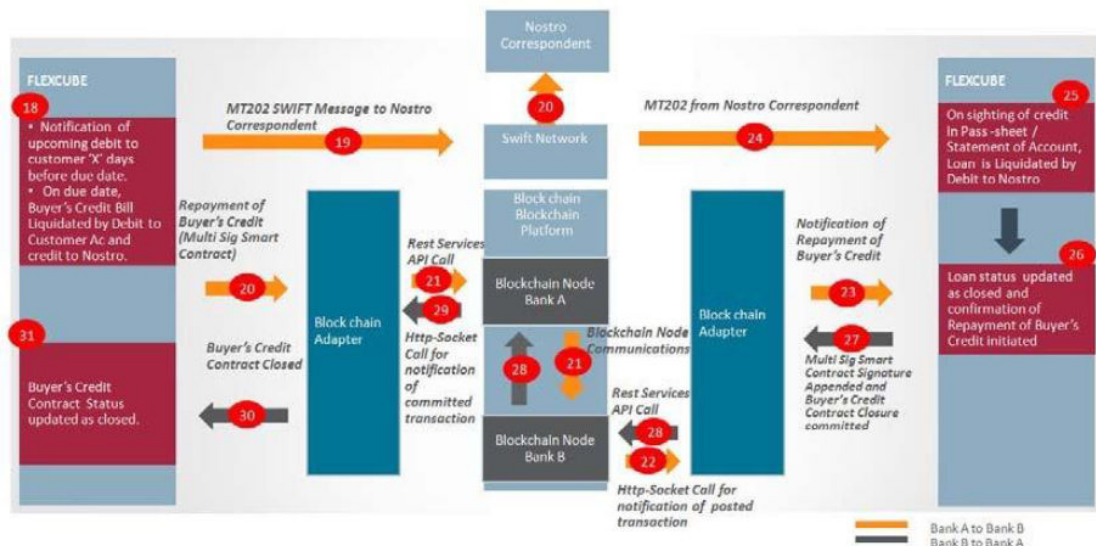 Nostro
Correspondent
FLEXCUBE
18
• Notification of
upcoming debit to
customer 'X' days
before due date.
• On due date,
Buyer's Credit Bill
Liquidated by Debit to
Customer Ac and
credit to Nostro.
31
Buyer's Credit
Contract Status
updated as closed.
MT202 SWIFT Message to Nostro
Correspondent
19
20
Swift Network
MT202 from Nostro Correspondent
24
Repayment of
Buyer's Credit
(Multi Sig Smart
Contract)
20
Buyer's Credit
Contract Closed
30
Block chain
Adapter
Rest Services
API Call
21
29
Http-Socket
Call for
notification
of
committed
transaction
Block chain
Blockchain
Platform
Blockchain Node
Bank A
28
21
Blockchain Node
Communications
Blockchain Node
Bank B
Rest Services
API Call
28
22
Http-Socket Call for
notification of posted
transaction
Block chain
Adapter
Notification of
Repayment of
Buyer's Credit
23
27
Multi Sig Smart
Contract Signature
Appended and
Buyer's Credit
Contract Closure
committed
FLEXCUBE
25
On sighting of credit
in Pass -sheet /
Statement of Account,
Loan is Liquidated by
Debit to Nostro
26
Loan status updated
as closed and
confirmation of
Repayment of Buyer's
Credit initiated
Bank A to Bank B
Bank B to Bank A